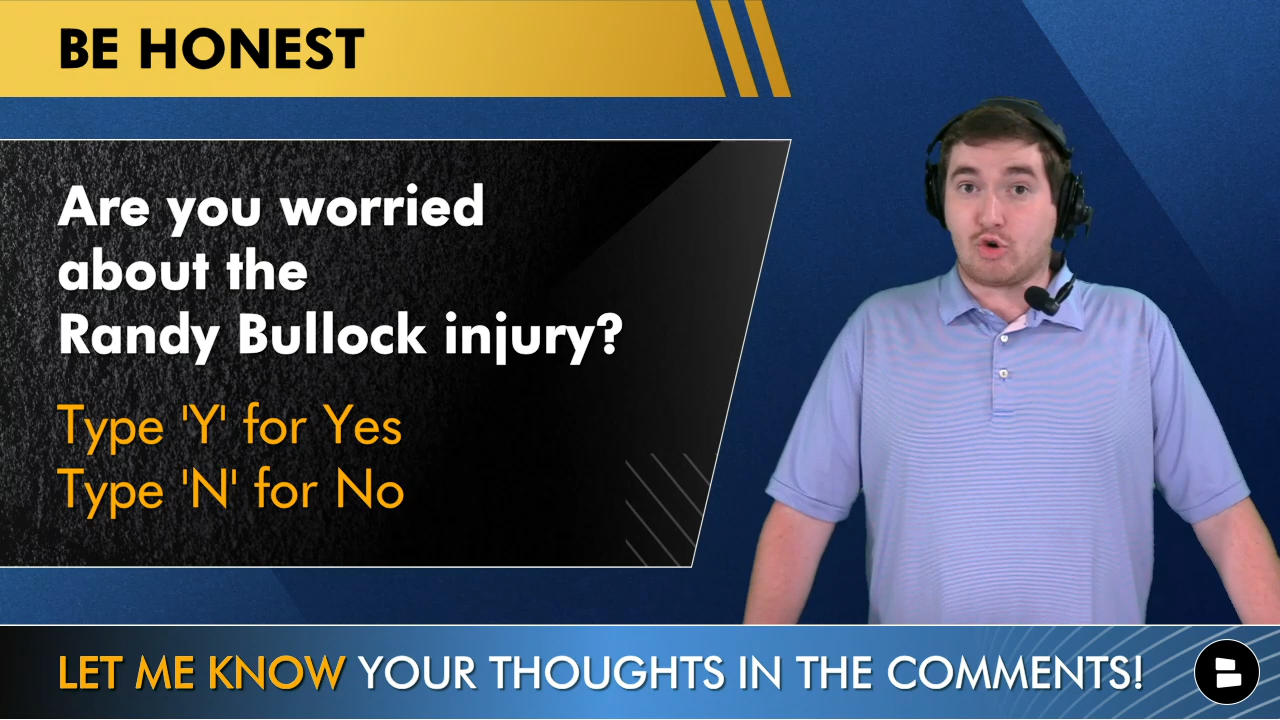 BE HONEST
Are you worried
about the
Randy Bullock injury?
Type 'Y' for Yes
Type 'N' for No
LET ME KNOW YOUR THOUGHTS IN THE COMMENTS!